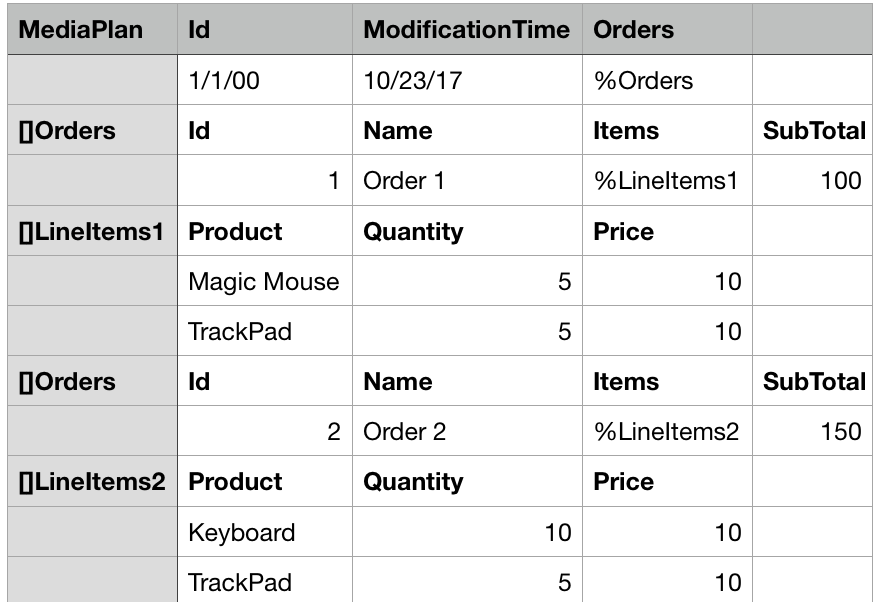 MediaPlan Id ModificationTime Orders
1/1/00 10/23/17 %Orders
[]Orders Id Name Items SubTotal
1 Order 1 %LineItems1 100
[]LineItems1 Product Quantity Price
Magic Mouse 5 10
TrackPad 5 10
[]Orders Id Name Items SubTotal
2 Order 2 %LineItems2 150
[]LineItems2 Product Quantity Price
Keyboard 10 10
TrackPad 5 10